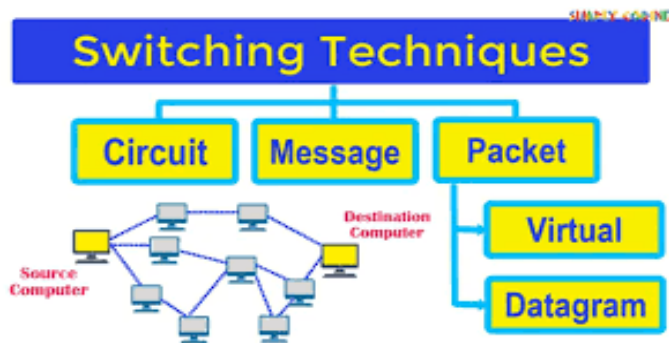 Switching Techniques
Circuit
Message
Packet
Virtual
Datagram
Source
Computer
Destination
Computer